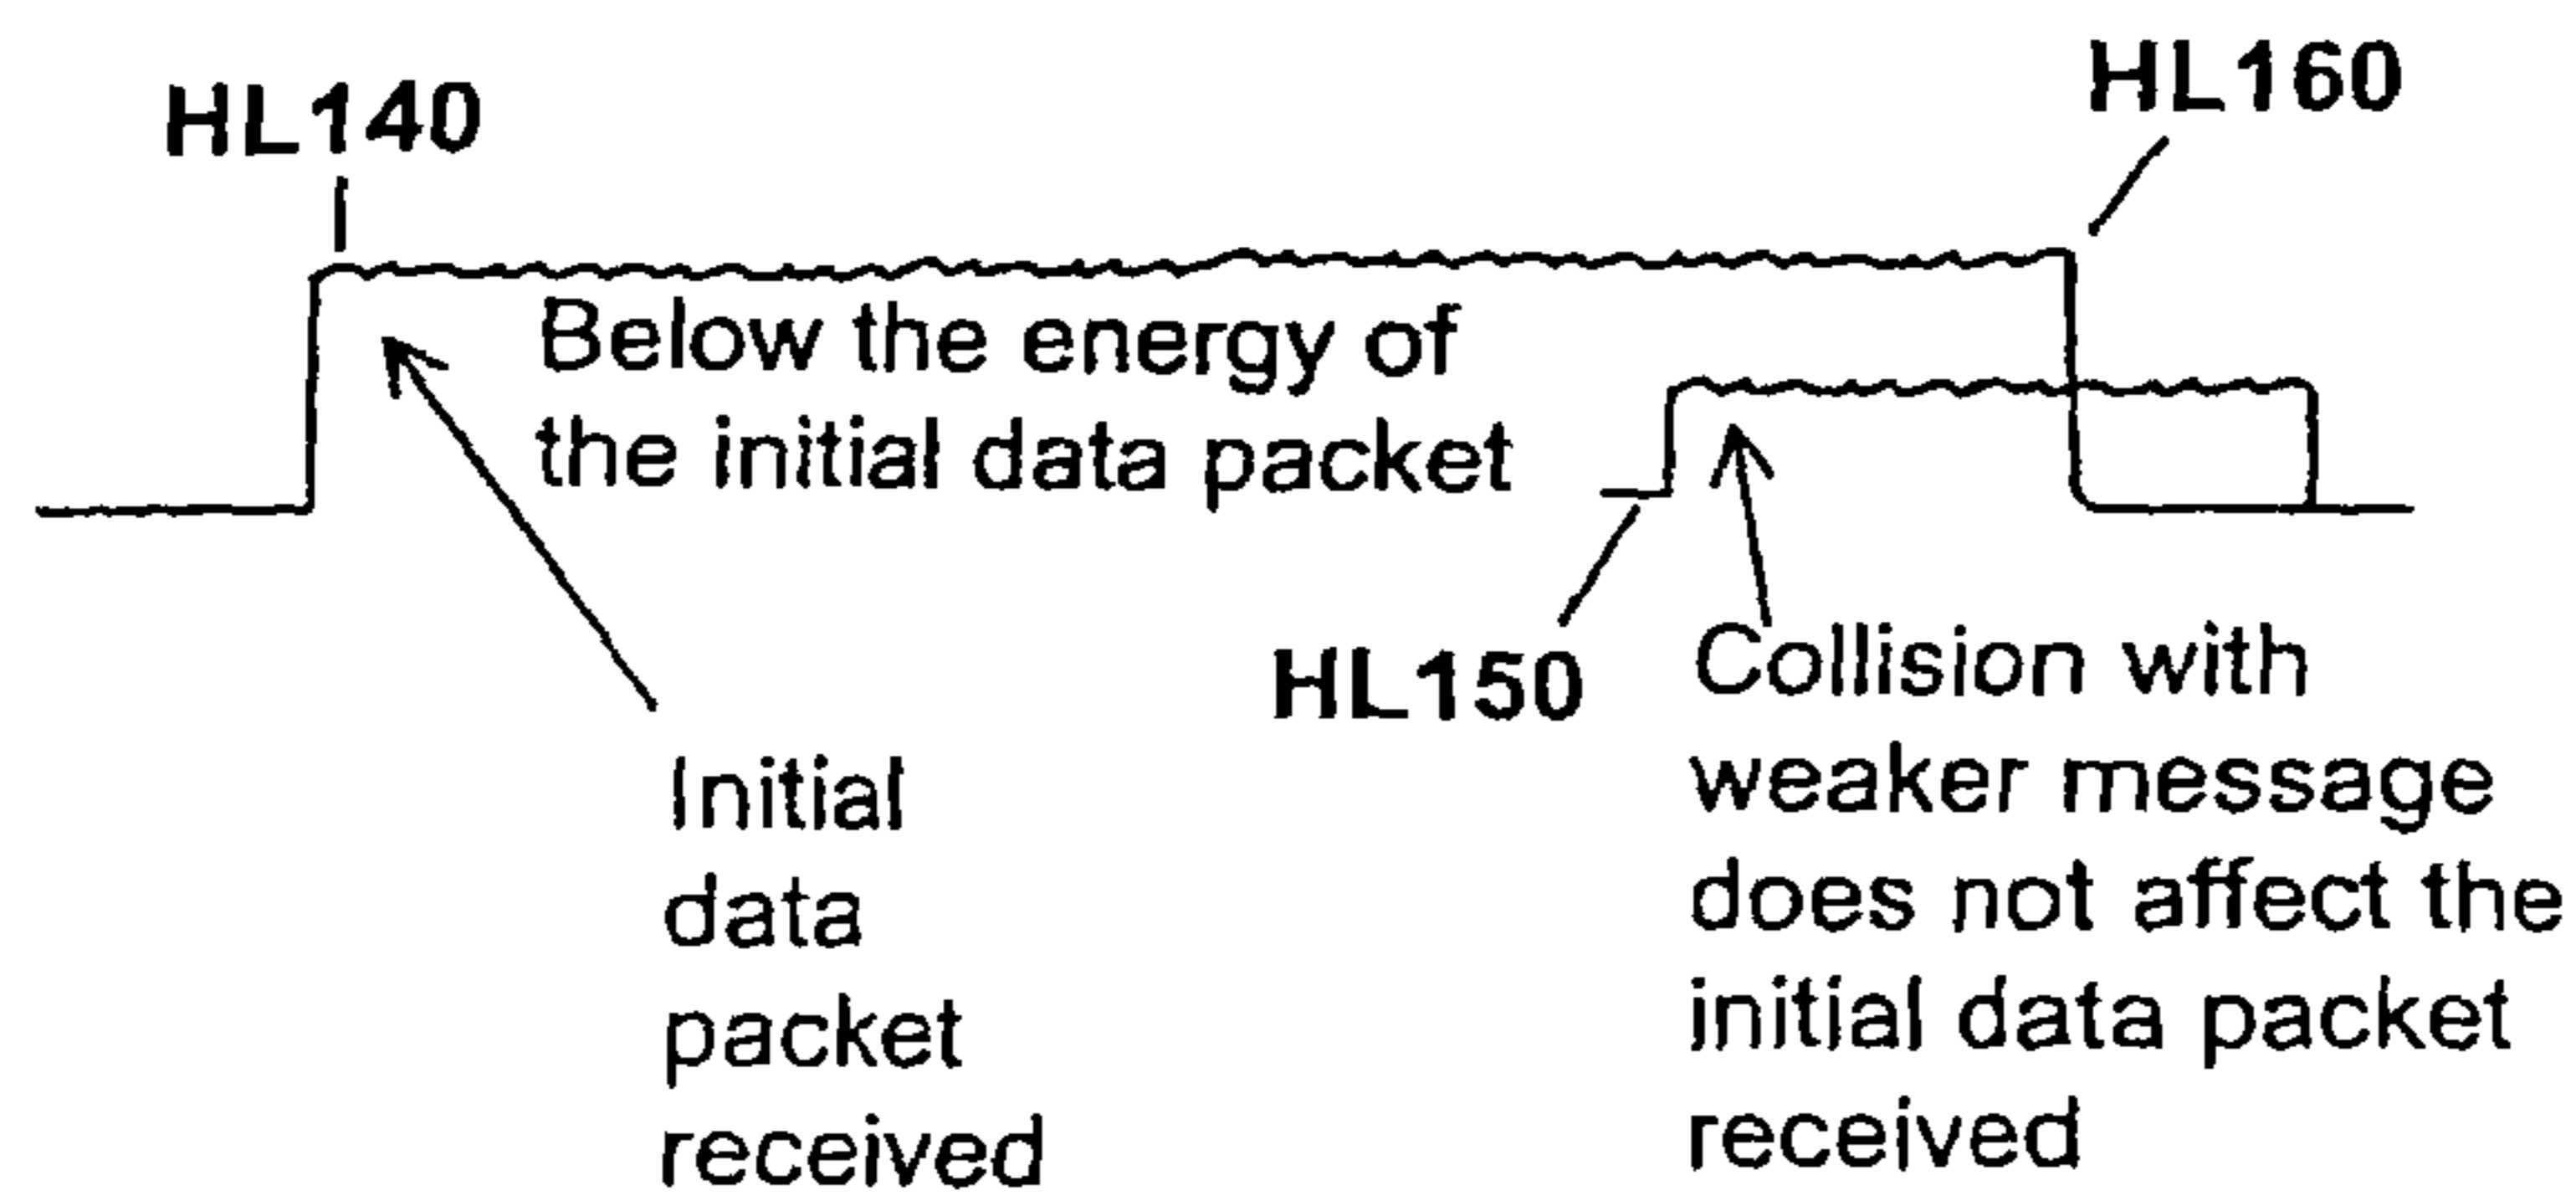 HL140
HL160
Below the energy of
the initial data packet
HL150
Initial
data
packet
received
Collision with
weaker message
does not affect the
initial data packet
received